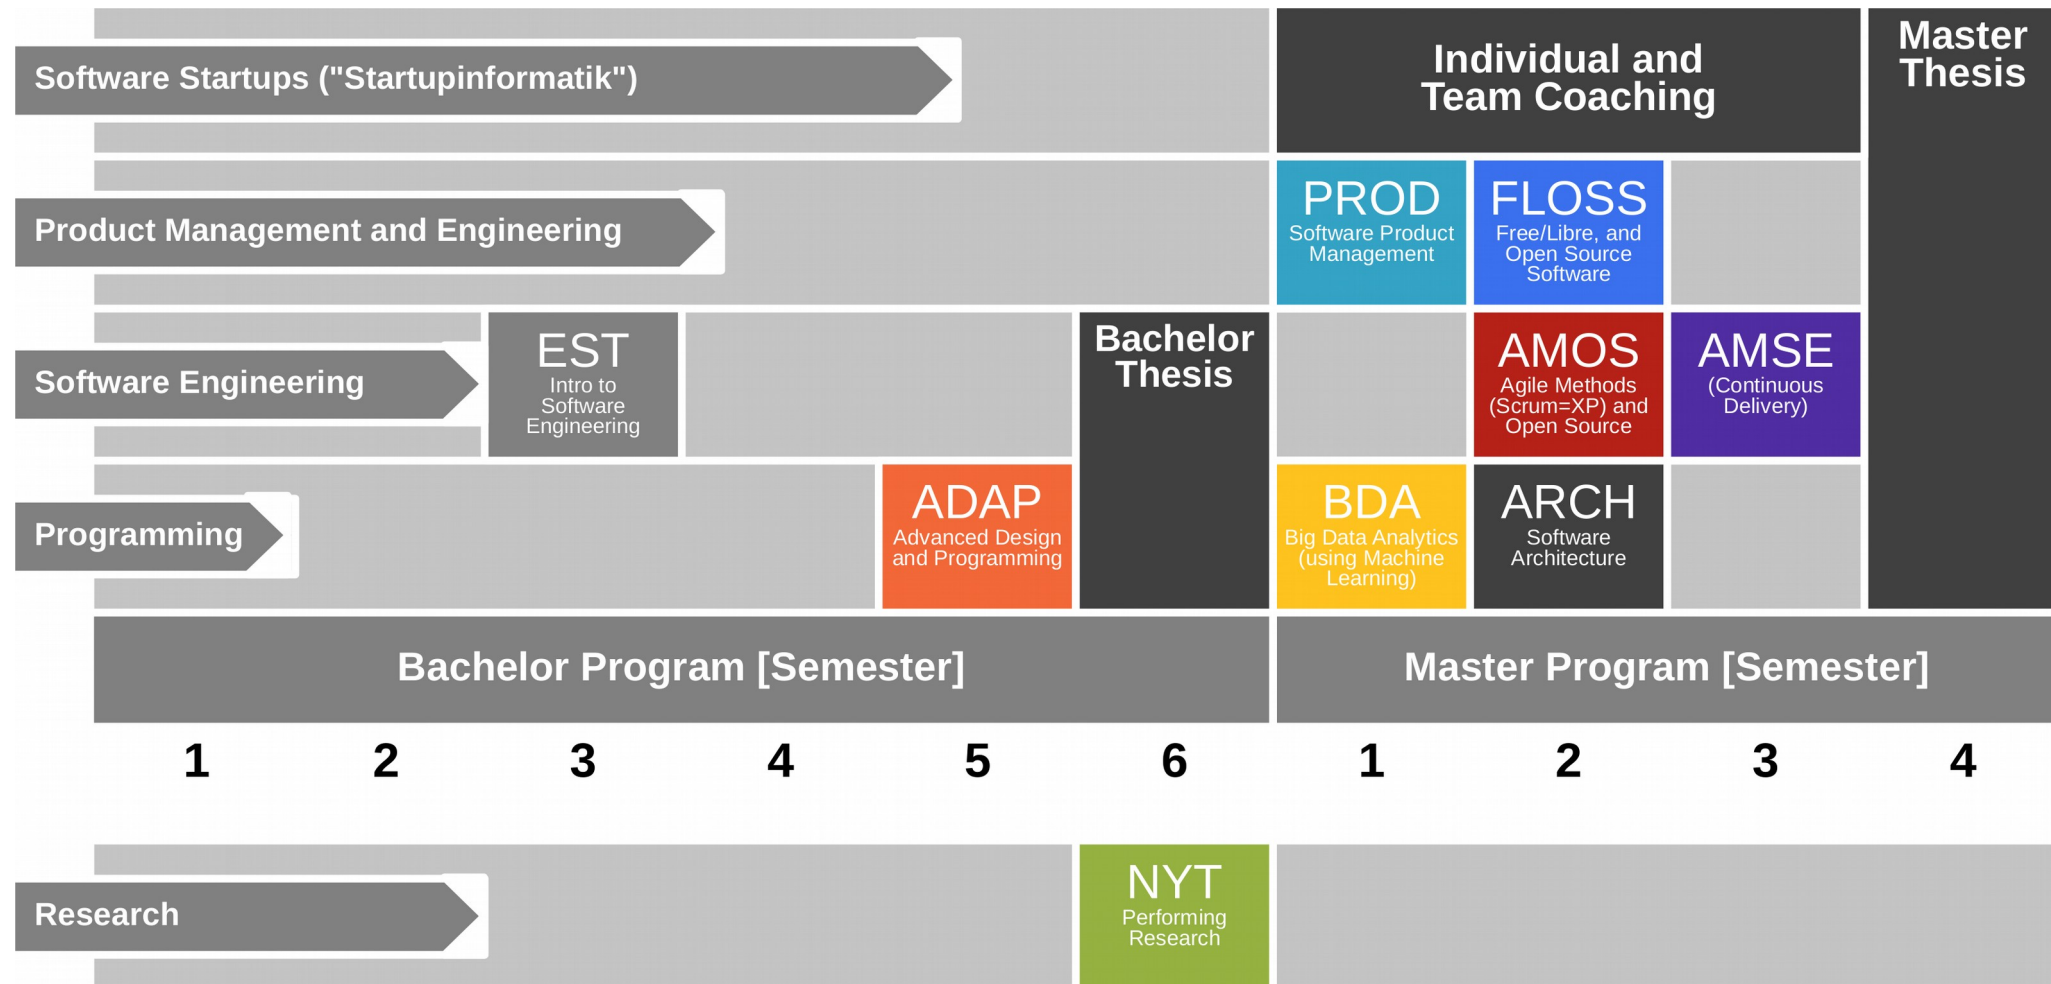 Software Startups ("Startupinformatik")
Individual and
Team Coaching
Master
Thesis
Product Management and Engineering
PROD
Software Product
Management
FLOSS
Free/Libre, and
Open Source
Software
Software Engineering
EST
Intro to
Software
Engineering
Bachelor
Thesis
AMOS
Agile Methods
(Scrum=XP) and
Open Source
AMSE
(Continuous
Delivery)
Programming
ADAP
Advanced Design
and Programming
BDA
Big Data Analytics
(using Machine
Learning)
ARCH
Software
Architecture
Bachelor Program [Semester]
Master Program [Semester]
1 2 3 4 5 6 1 2 3 4
Research
NYT
Performing
Research